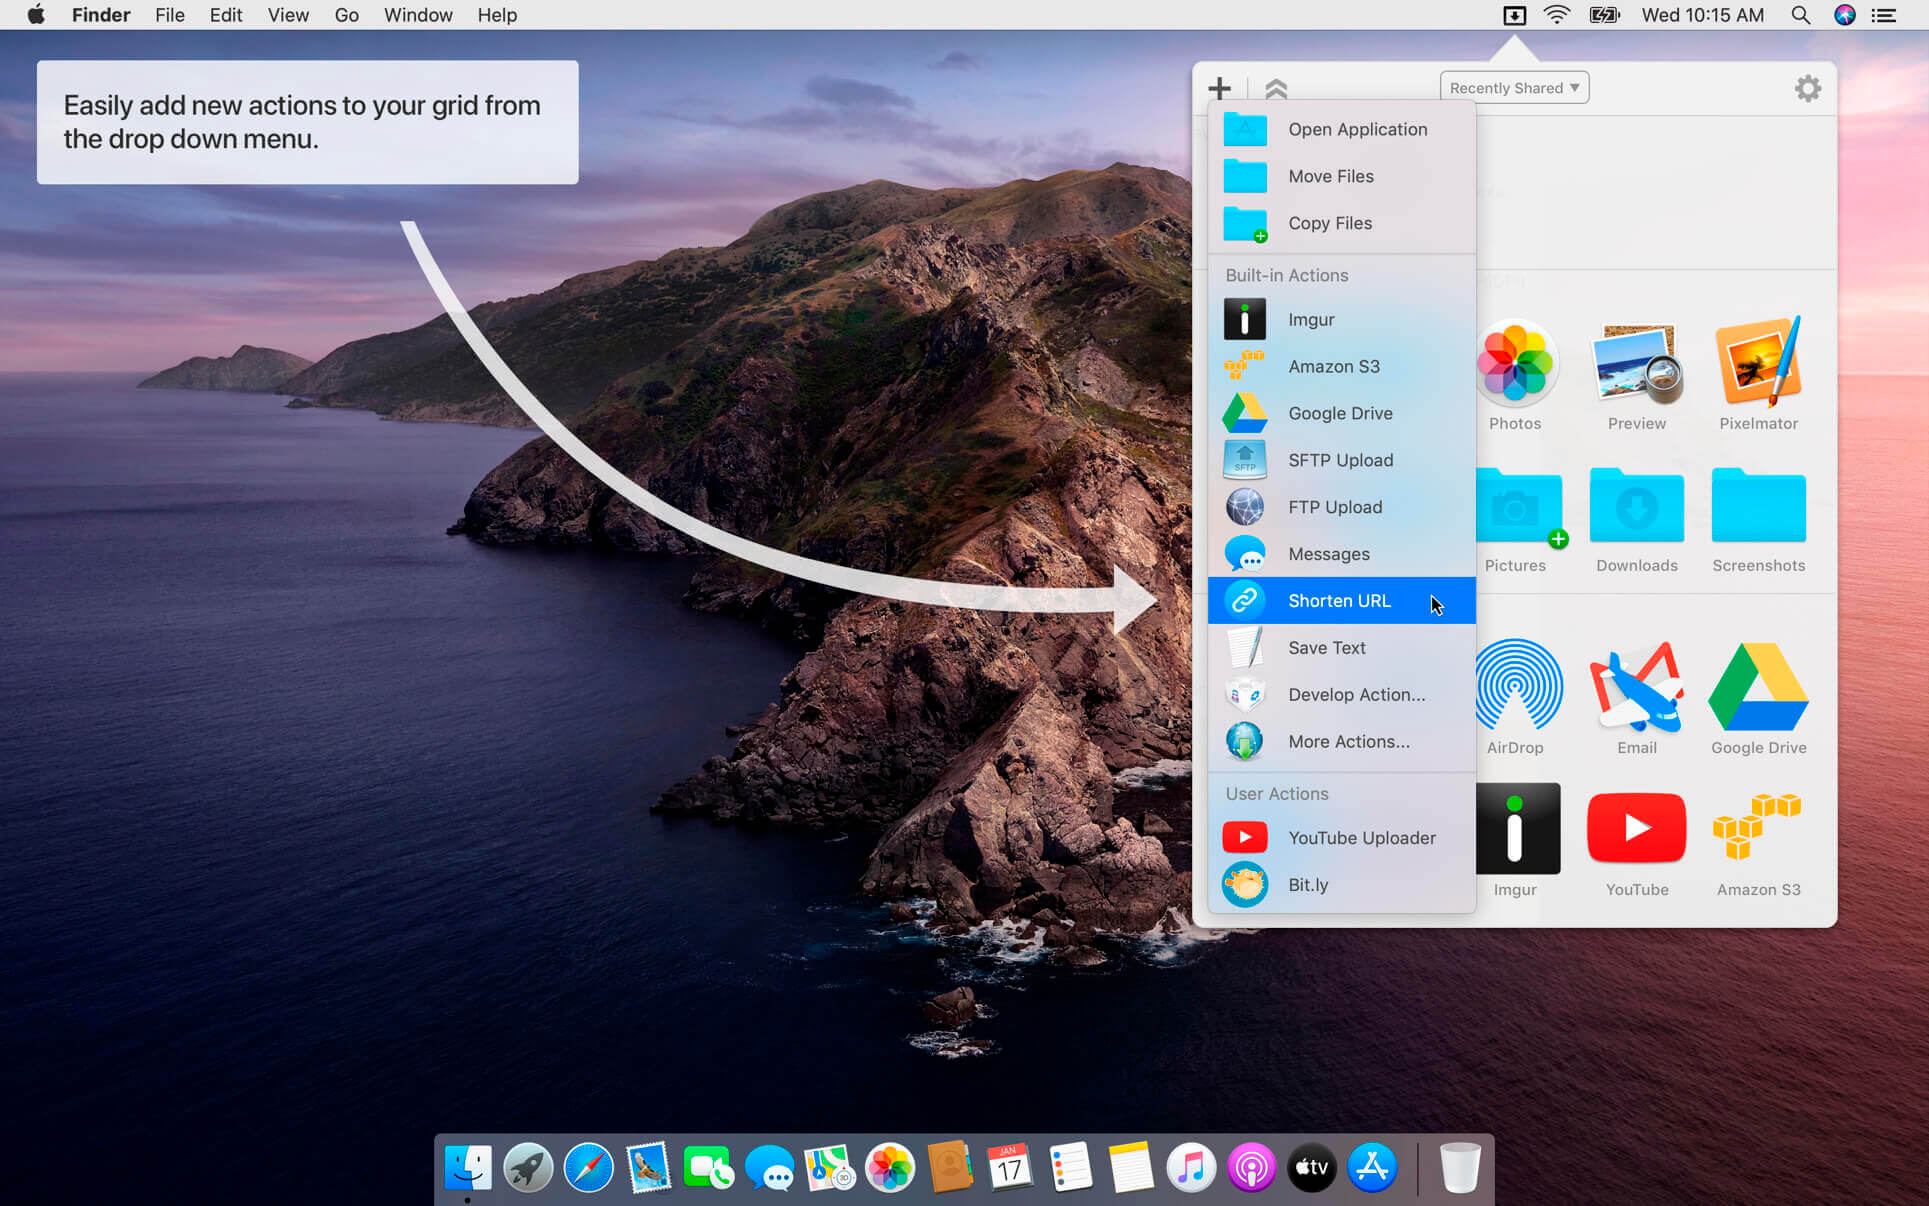 Finder File Edit View Go Window Help
Wed 10:15 AM
Easily add new actions to your grid from
the drop down menu.
Recently Shared ▼
Open Application
Move Files
Copy Files
Built-in Actions
Imgur
Amazon S3
Google Drive
SFTP
SFTP Upload
FTP Upload
Messages
Shorten URL
Save Text
Develop Action...
More Actions...
User Actions
YouTube Uploader
Bit.ly
Photos
Preview
Pixelmator
Pictures
Downloads
Screenshots
AirDrop
Email
Google Drive
Imgur
YouTube
Amazon S3
3D
JAN
17
tv